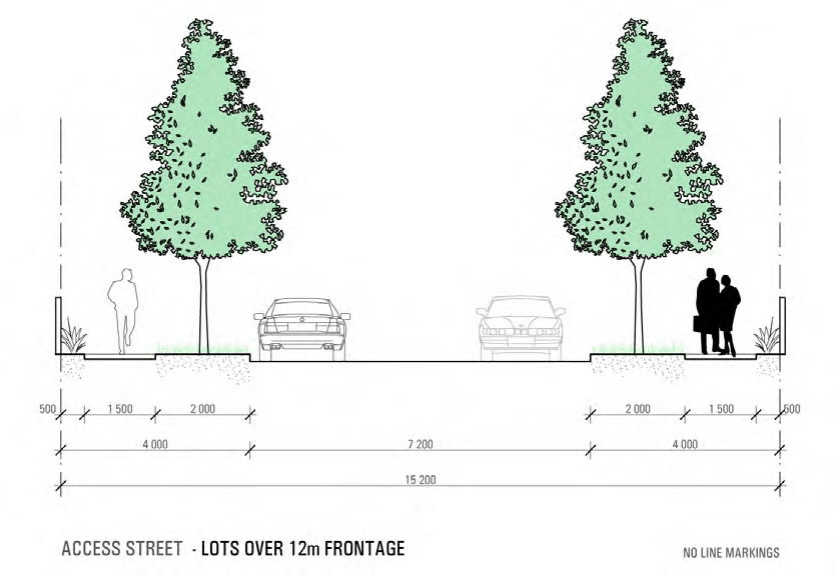 500 1 500 2 000 2 000 1 500 500
4 000 7 200 4 000
15 200
ACCESS STREET - LOTS OVER 12m FRONTAGE
NO LINE MARKINGS